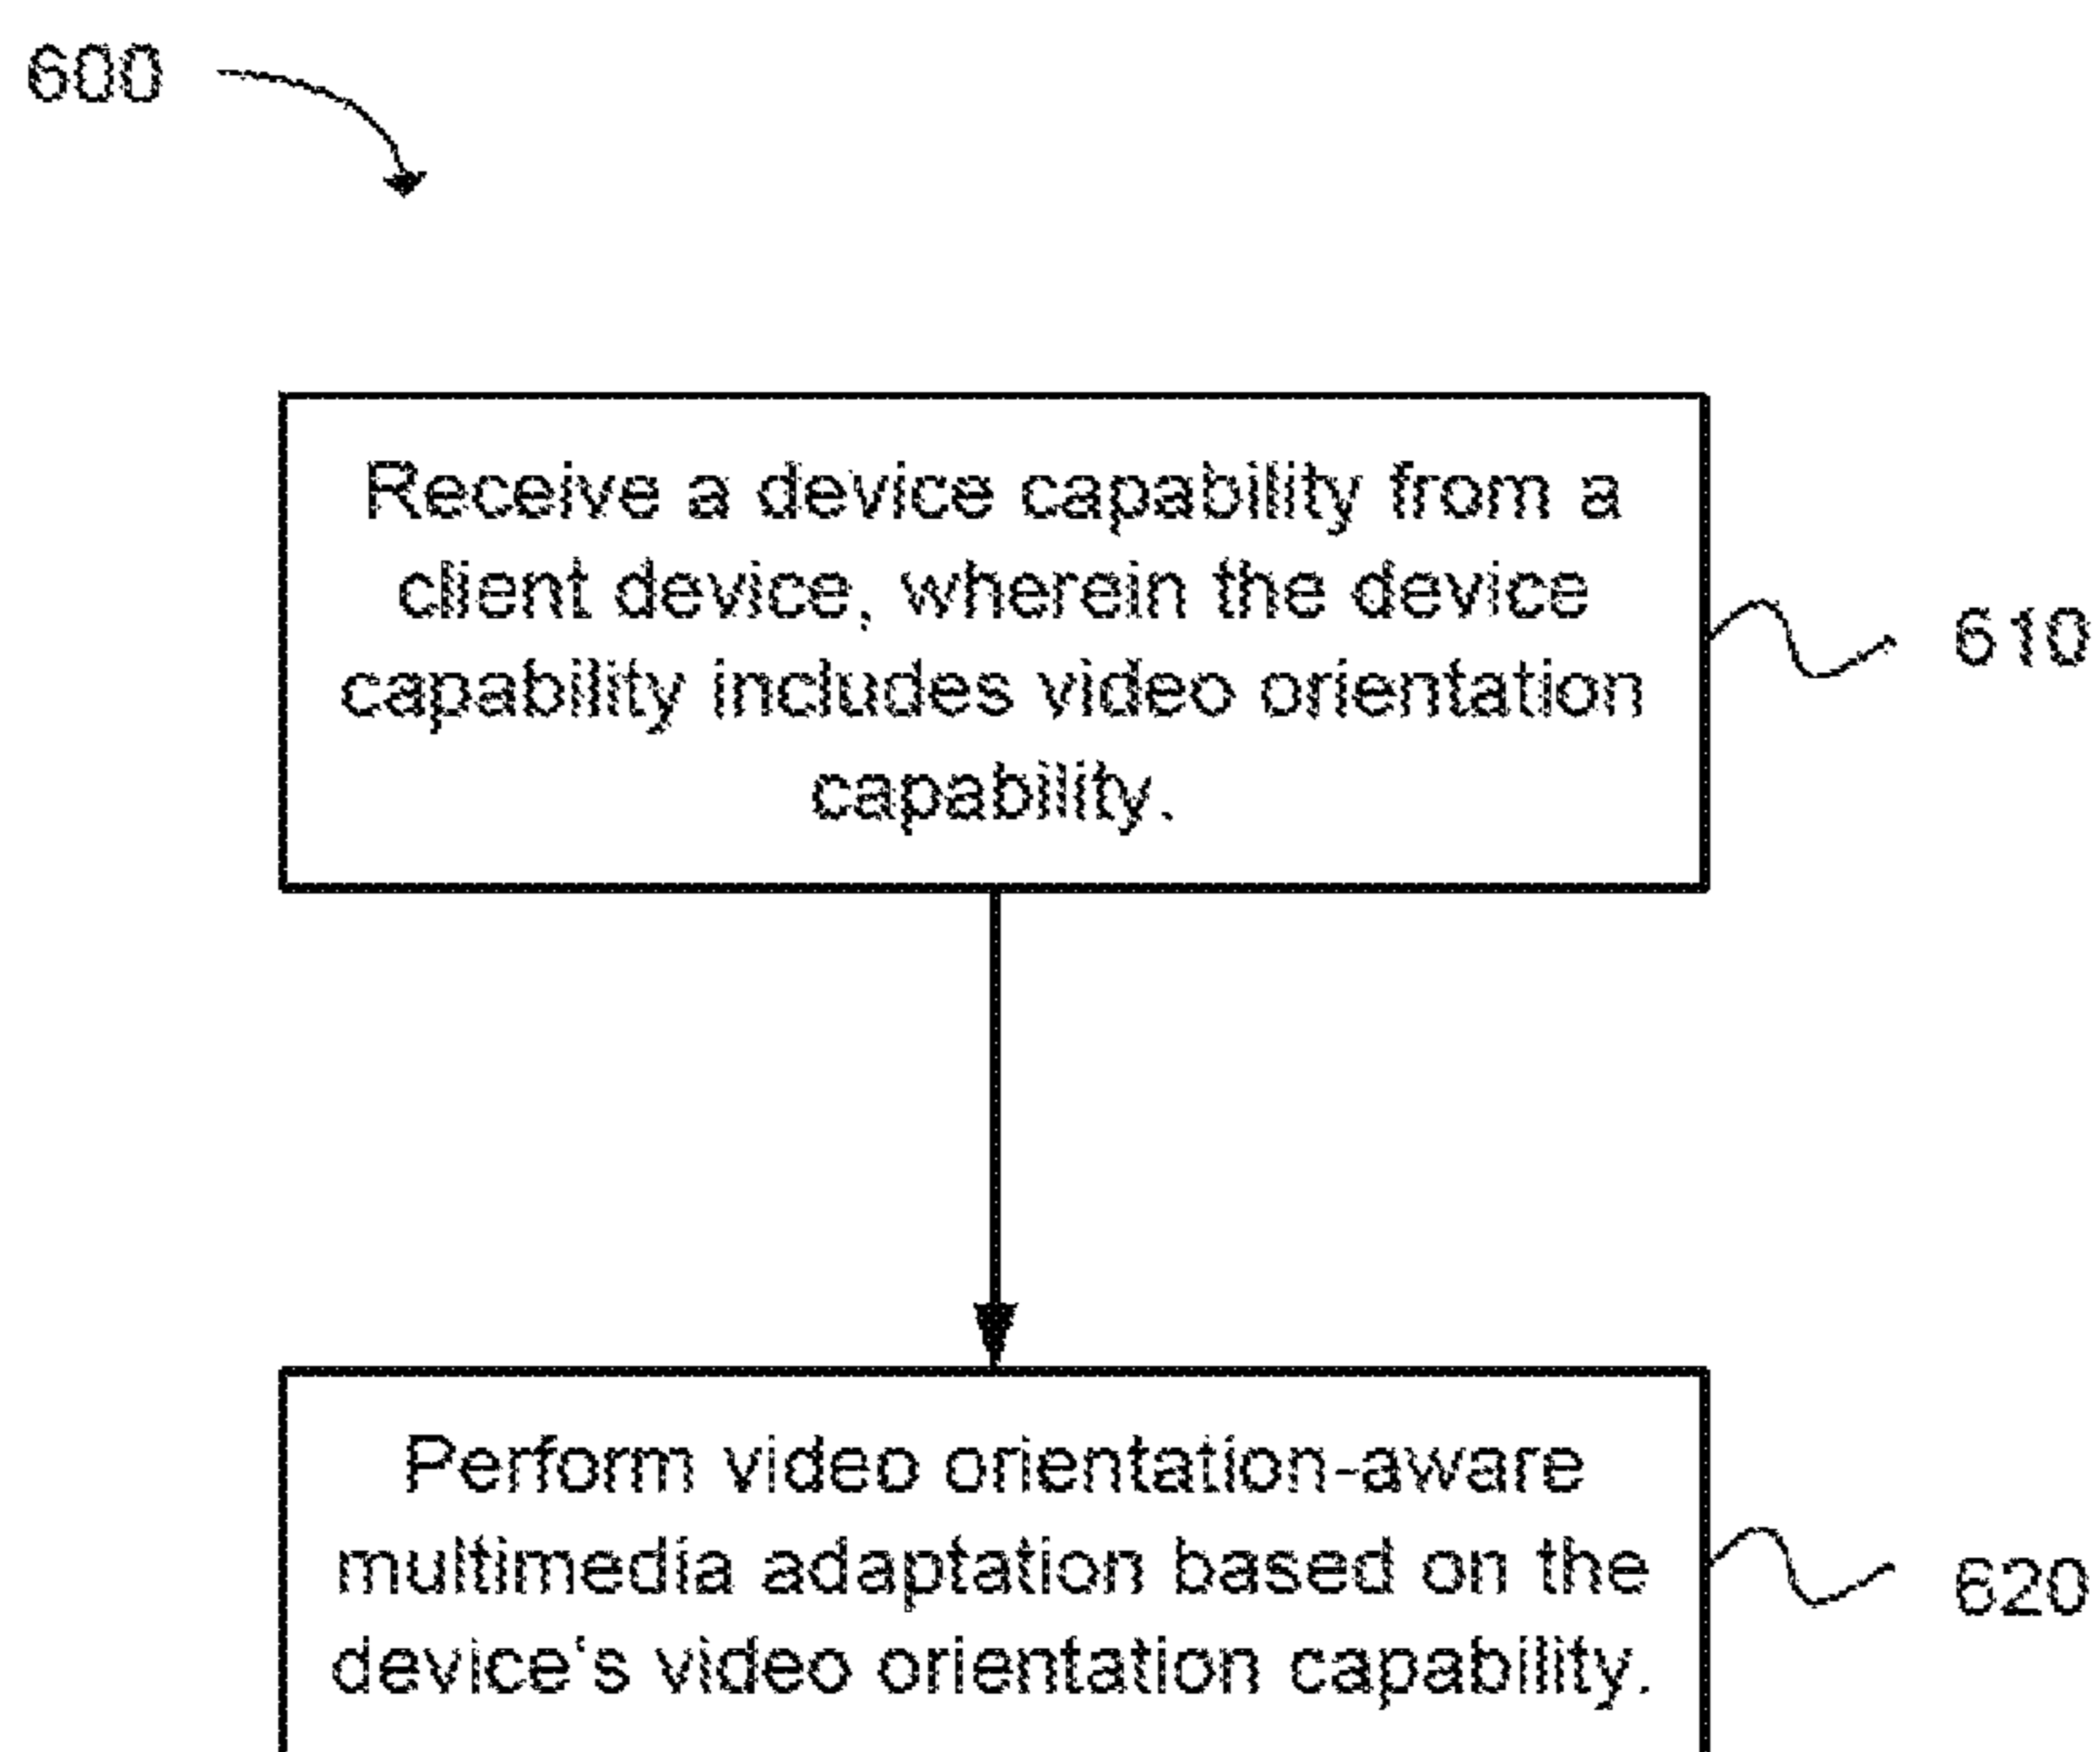 600
Receive a device capability from a
client device, wherein the device
capability includes video orientation
capability.
610
Perform video orientation-aware
multimedia adaptation based on the
device's video orientation capability.
620